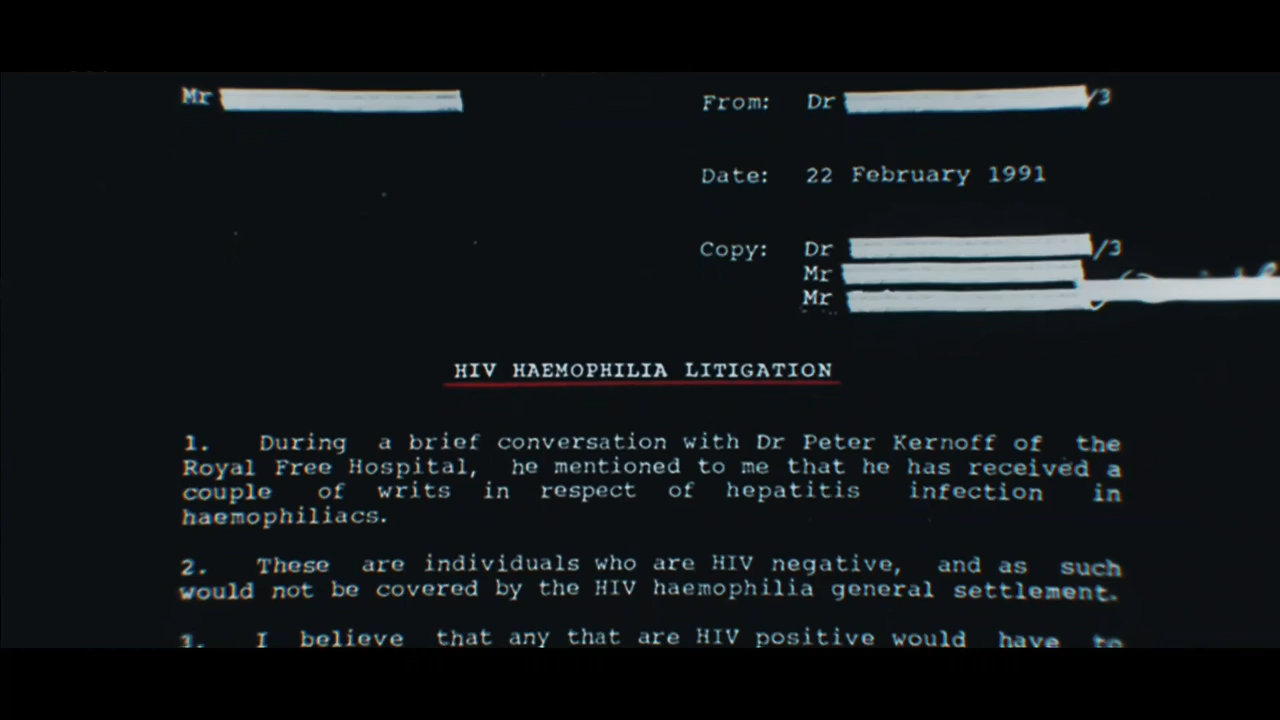 Mr
From: Dr /3
Date: 22 February 1991
Copy: Dr /3
Mr
Mr
HIV HAEMOPHILIA LITIGATION
1. During a brief conversation with Dr Peter Kernoff of the
Royal Free Hospital, he mentioned to me that he has received a
couple of writs in respect of hepatitis infection in
haemophiliacs.
2. These are individuals who are HIV negative, and as such
would not be covered by the HIV haemophilia general settlement.
3. I believe that any that are HIV positive would have to